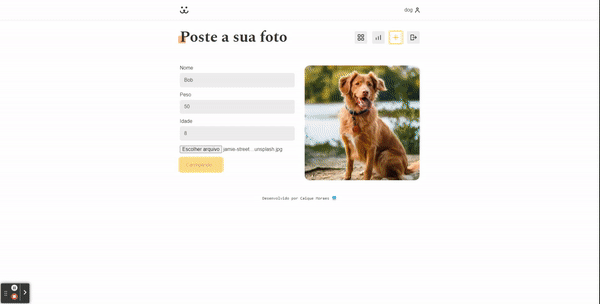 dog
Poste a sua foto
Nome
Bob
Peso
50
Idade
8
Escolher arquivo jamie-street...unsplash.jpg
Desenvolvido por Caique Moraes